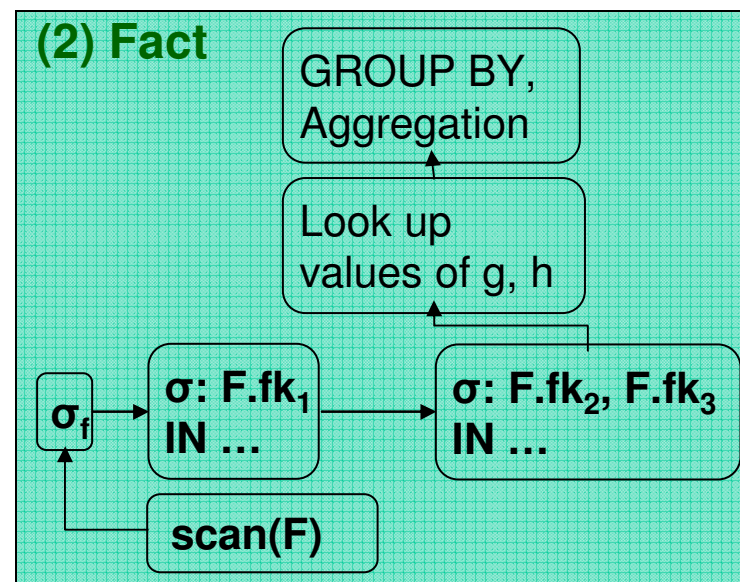 (2) Fact
GROUP BY,
Aggregation
Look up
values of g, h
σf
σ: F.fk1
IN …
σ: F.fk2, F.fk3
IN …
scan(F)